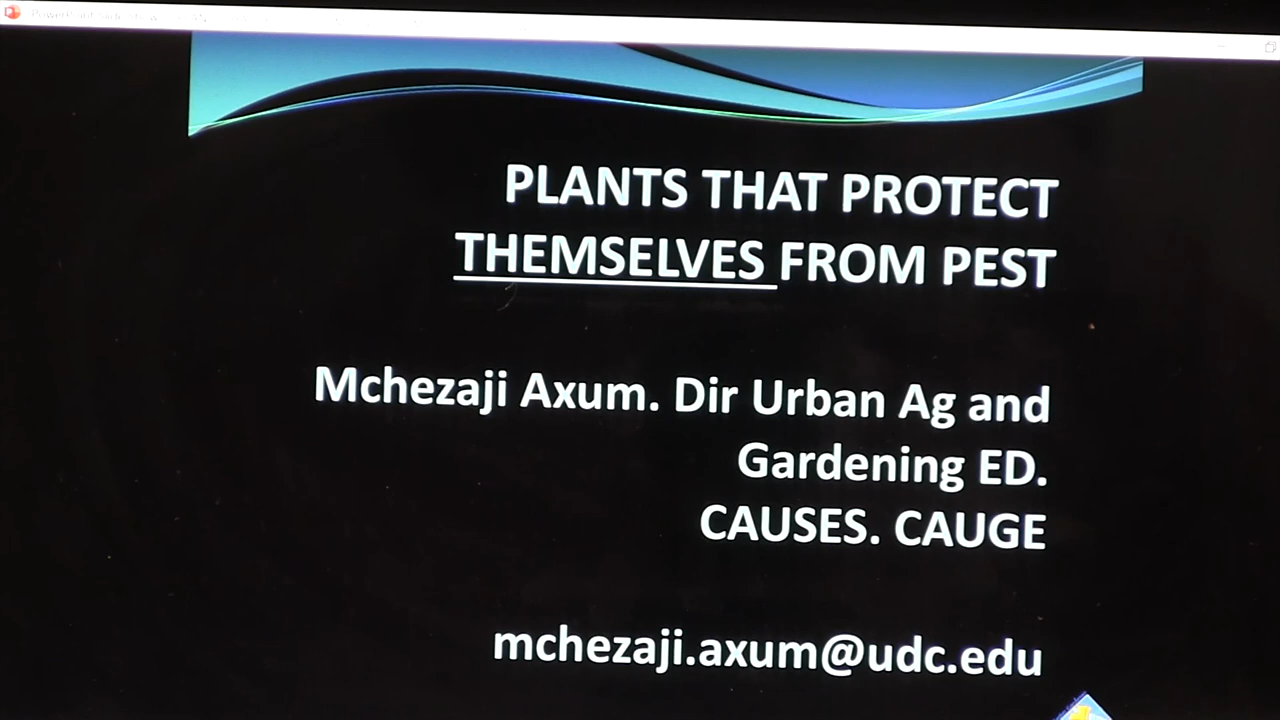 PLANTS THAT PROTECT
THEMSELVES FROM PEST
Mchezaji Axum. Dir Urban Ag and
Gardening ED.
CAUSES. CAUGE
mchezaji.axum@udc.edu